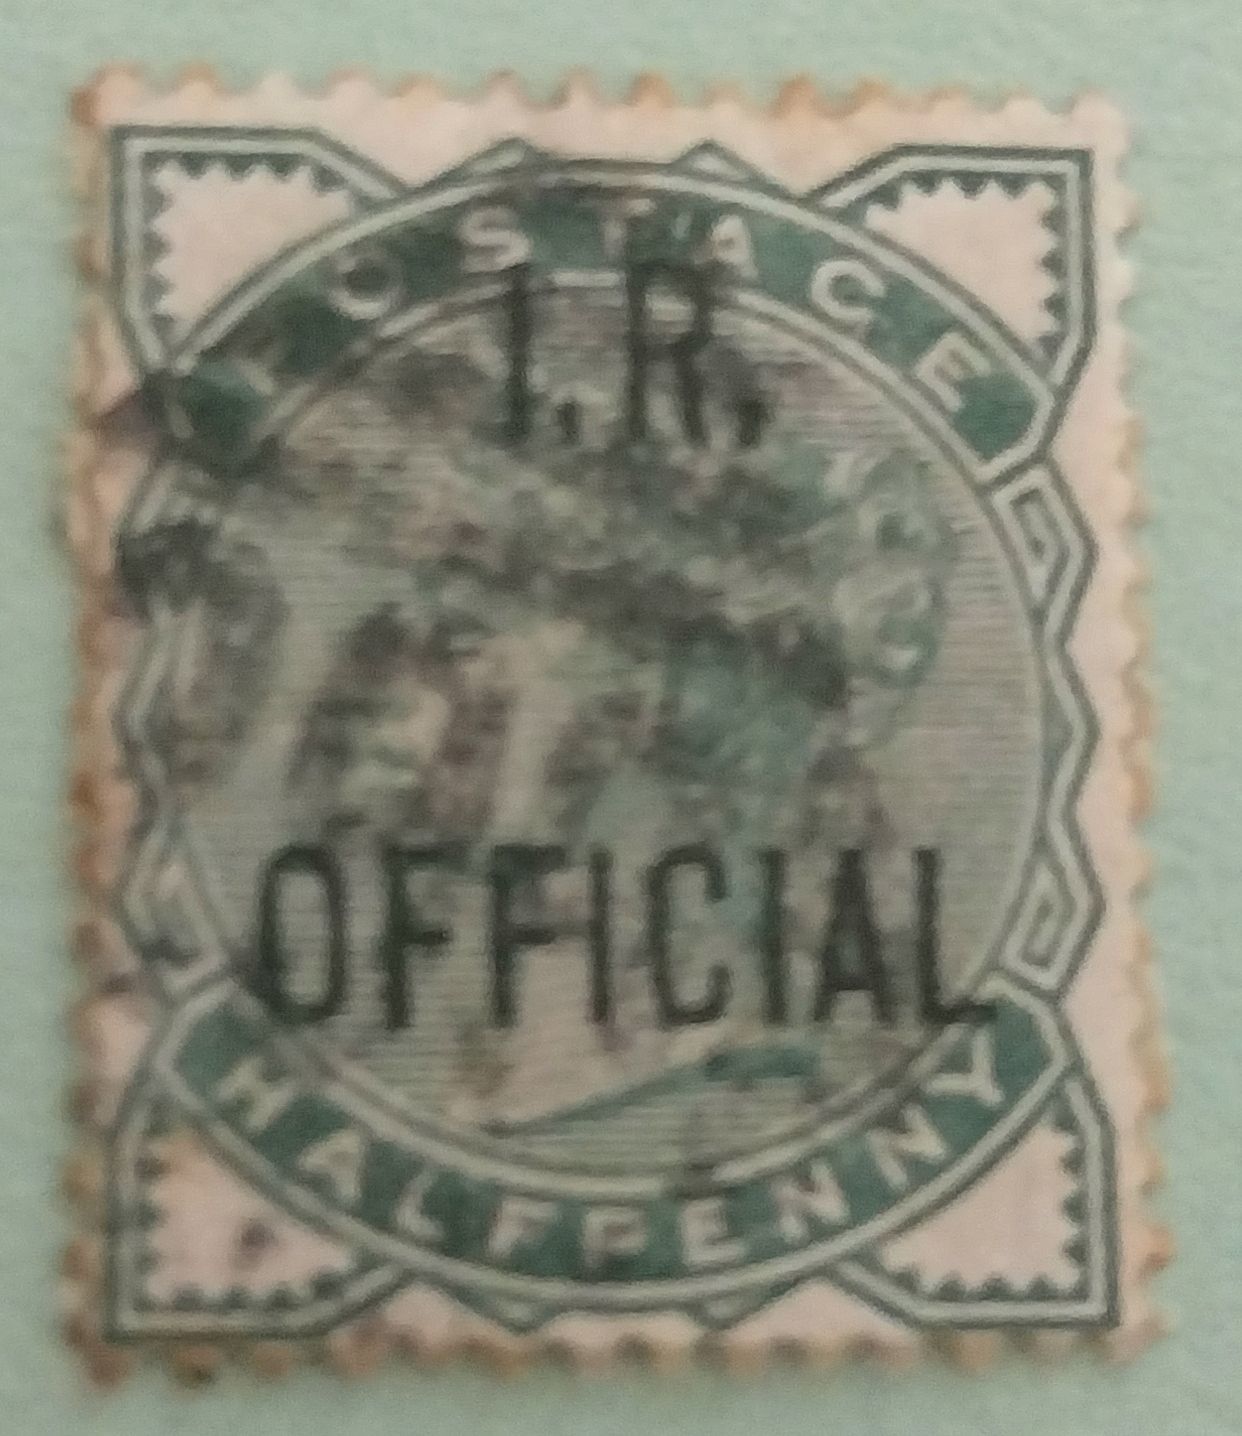 POSTAGE
I.R.
OFFICIAL
HALFPENNY